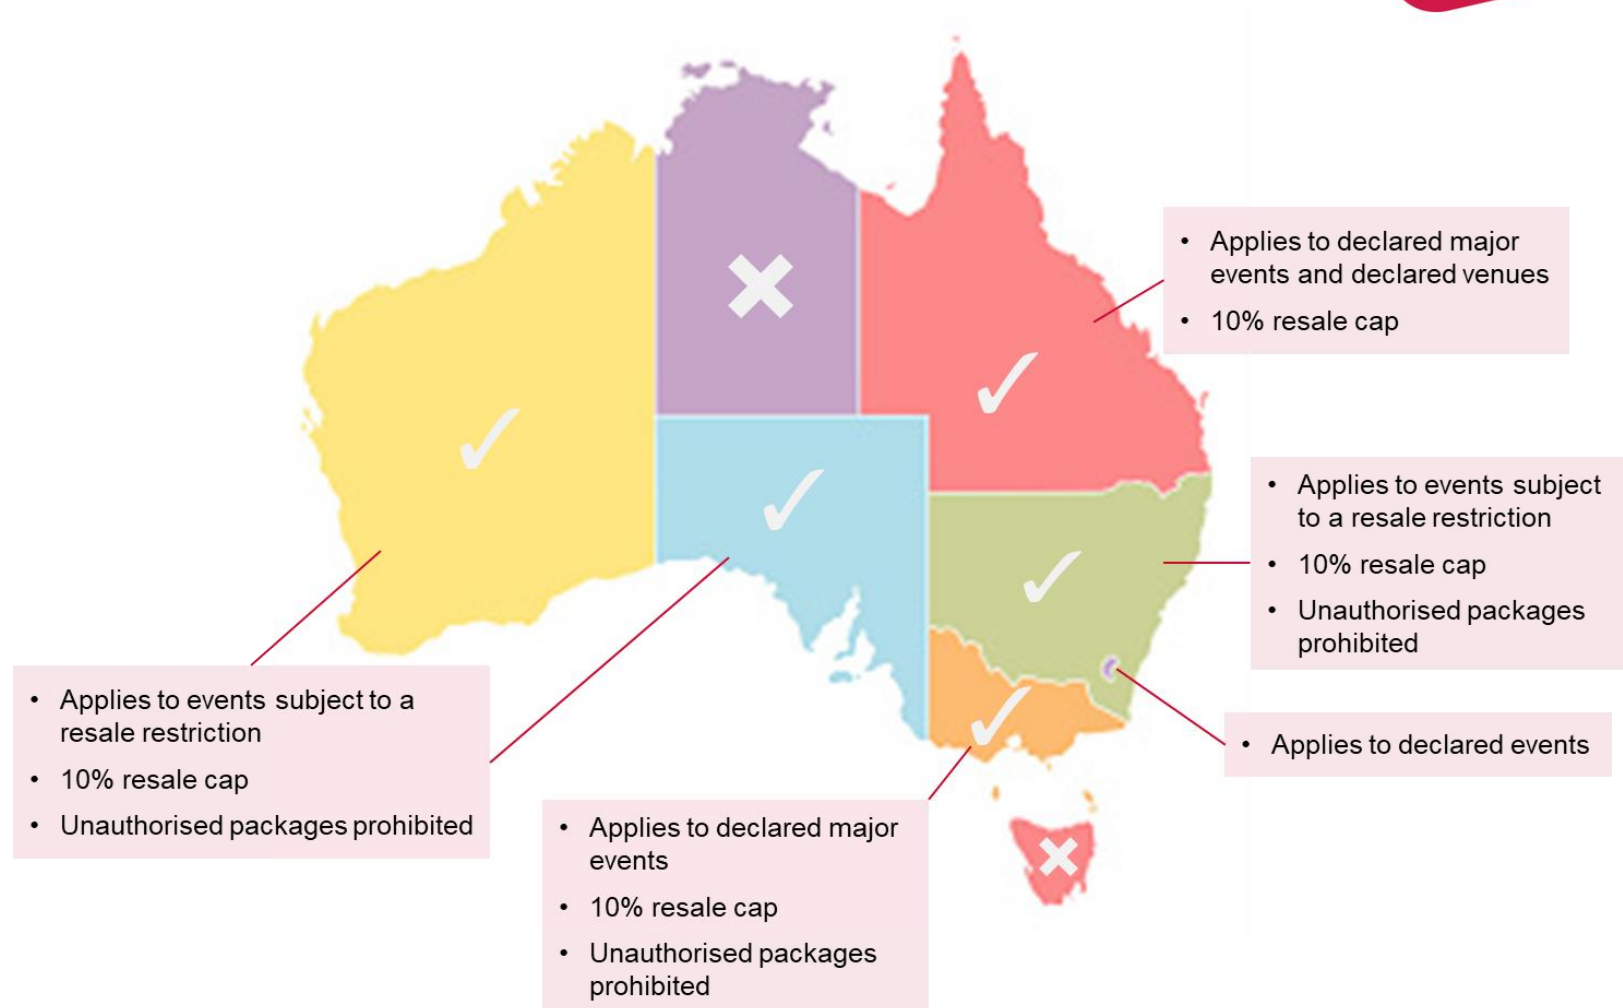 • Applies to declared major
events and declared venues
• 10% resale cap
• Applies to events subject
to a resale restriction
• 10% resale cap
• Unauthorised packages
prohibited
• Applies to declared events
• Applies to events subject to a
resale restriction
• 10% resale cap
• Unauthorised packages prohibited
• Applies to declared major
events
• 10% resale cap
• Unauthorised packages
prohibited